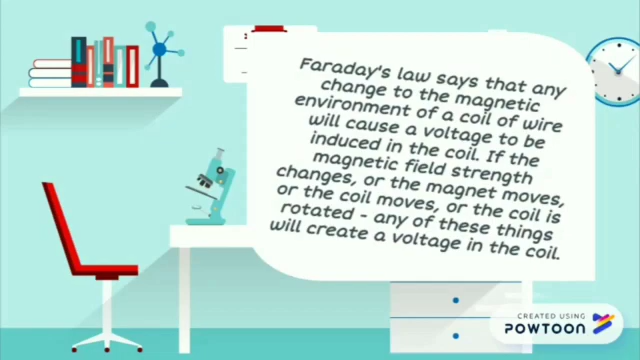 Faraday's law says that any
change to the magnetic
environment of a coil of wire
will cause a voltage to be
induced in the coil. If the
magnetic field strength
changes, or the magnet moves,
or the coil moves, or the coil is
rotated - any of these things
will create a voltage in the coil.
CREATED USING
POWTOON